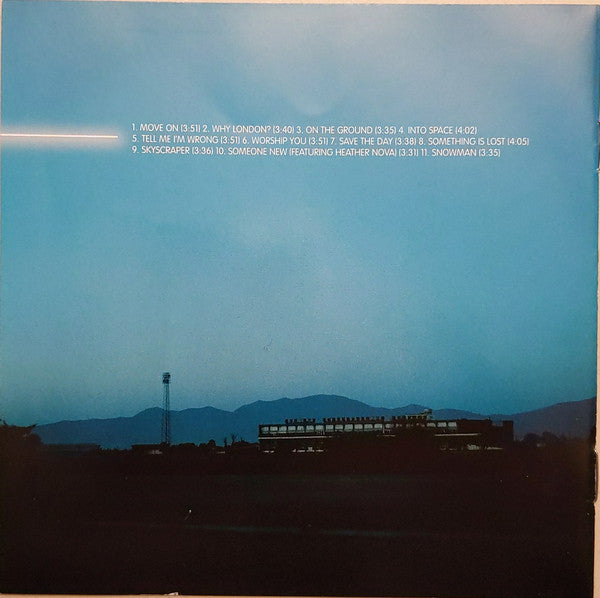 1. MOVE ON (3:51) 2. WHY LONDON? (3:40) 3. ON THE GROUND (3:35) 4. INTO SPACE (4:02)
5. TELL ME I'M WRONG (3:51) 6. WORSHIP YOU (3:51) 7. SAVE THE DAY (3:38) 8. SOMETHING IS LOST (4:05)
9. SKYSCRAPER (3:36) 10. SOMEONE NEW (FEATURING HEATHER NOVA) (3:31) 11. SNOWMAN (3:35)